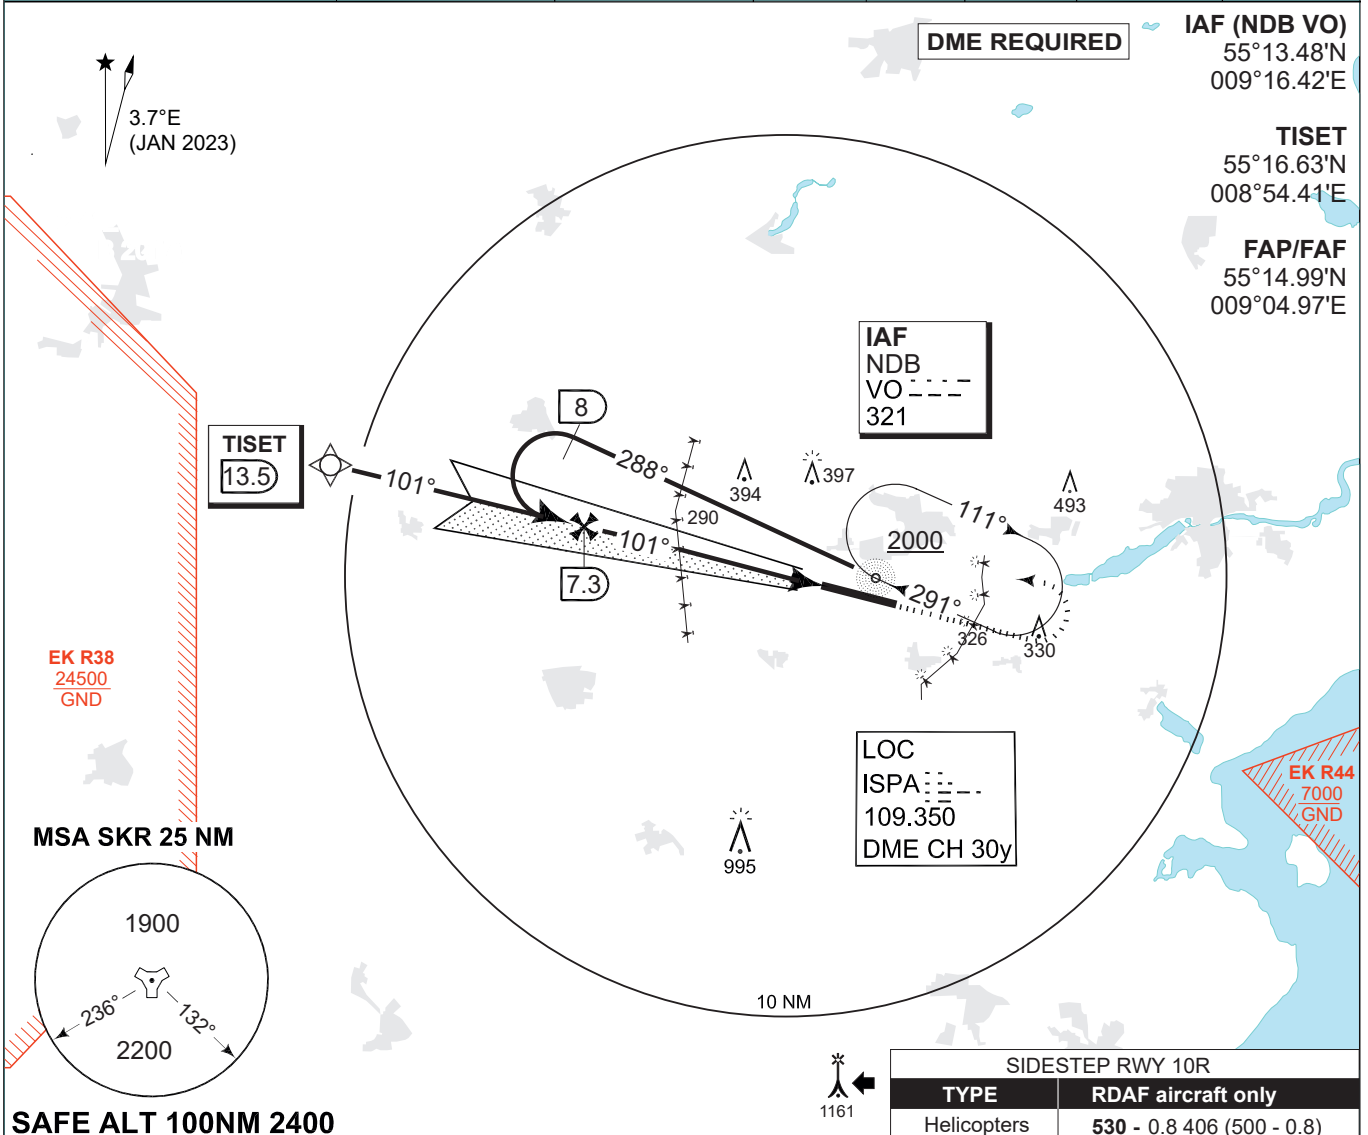 DME REQUIRED
IAF (NDB VO)
55°13.48'N
009°16.42'E
TISET
55°16.63'N
008°54.41'E
FAP/FAF
55°14.99'N
009°04.97'E
3.7°E
(JAN 2023)
IAF
NDB
VO
321
8
TISET
13.5
101°
288°
394
397
493
111°
290
2000
101°
7.3
291°
326
330
EK R38
24500
GND
LOC
ISPA
109.350
DME CH 30y
EK R44
7000
GND
995
MSA SKR 25 NM
1900
236°
132°
2200
10 NM
SAFE ALT 100NM 2400
1161
SIDESTEP RWY 10R
TYPE RDAF aircraft only
Helicopters 530 - 0.8 406 (500 - 0.8)